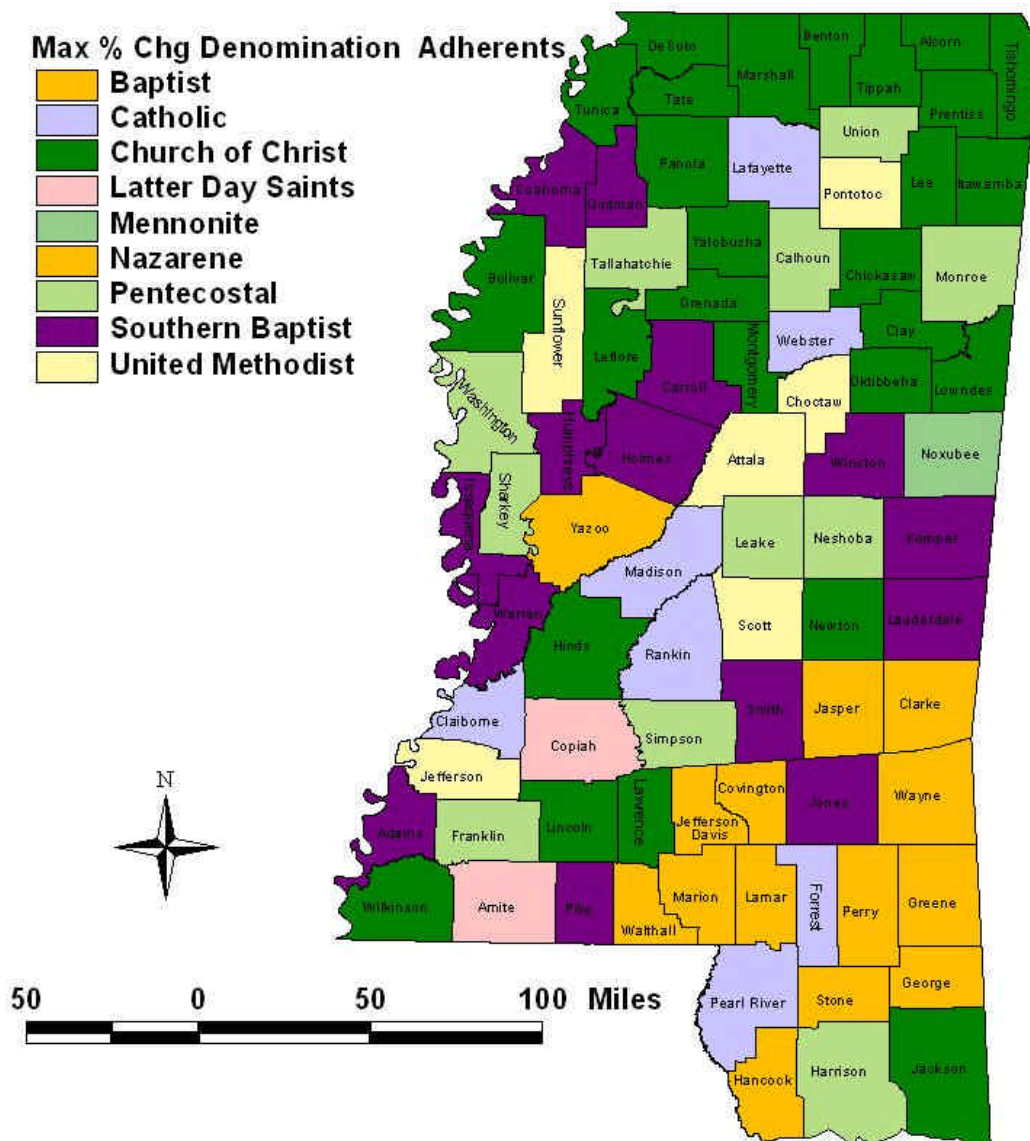 Max % Chg Denomination Adherents
Baptist
Catholic
Church of Christ
Latter Day Saints
Mennonite
Nazarene
Pentecostal
Southern Baptist
United Methodist
DeSoto
Benton
Alcorn
Tishomingo
Marshall
Tippah
Tate
Tunica
Prentiss
Union
Panola
Lafayette
Pontotoc
Lee
Itawamba
Coahoma
Quitman
Yalobusha
Tallahatchie
Calhoun
Chickasaw
Monroe
Bolivar
Sunflower
Grenada
Leflore
Montgomery
Webster
Clay
Carroll
Choctaw
Oktibbeha
Lowndes
Washington
Humphreys
Holmes
Attala
Winston
Noxubee
Sharkey
Issaquena
Yazoo
Leake
Neshoba
Kemper
Madison
Warren
Hinds
Rankin
Scott
Newton
Lauderdale
Claiborne
Copiah
Simpson
Smith
Jasper
Clarke
Jefferson
Covington
Jones
Wayne
Adams
Franklin
Lincoln
Lawrence
Jefferson
Davis
Wilkinson
Amite
Pike
Walthall
Marion
Lamar
Forrest
Perry
Greene
N
50 0 50 100 Miles
Pearl River
Stone
George
Hancock
Harrison
Jackson